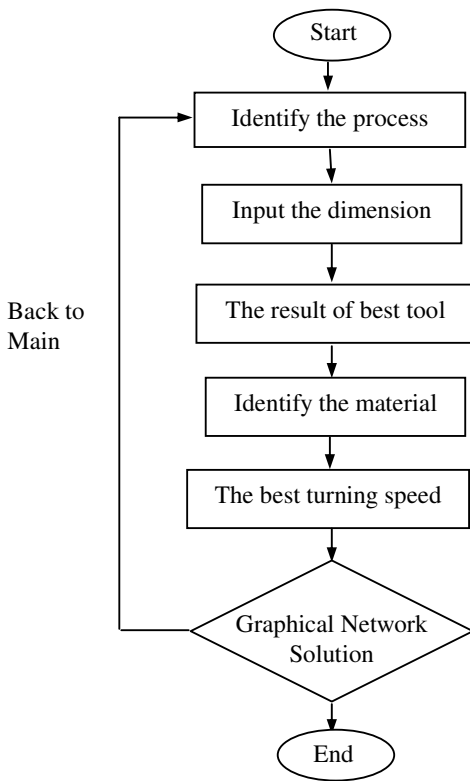 Start
Identify the process
Input the dimension
The result of best tool
Back to
Main
Identify the material
The best turning speed
Graphical Network
Solution
End